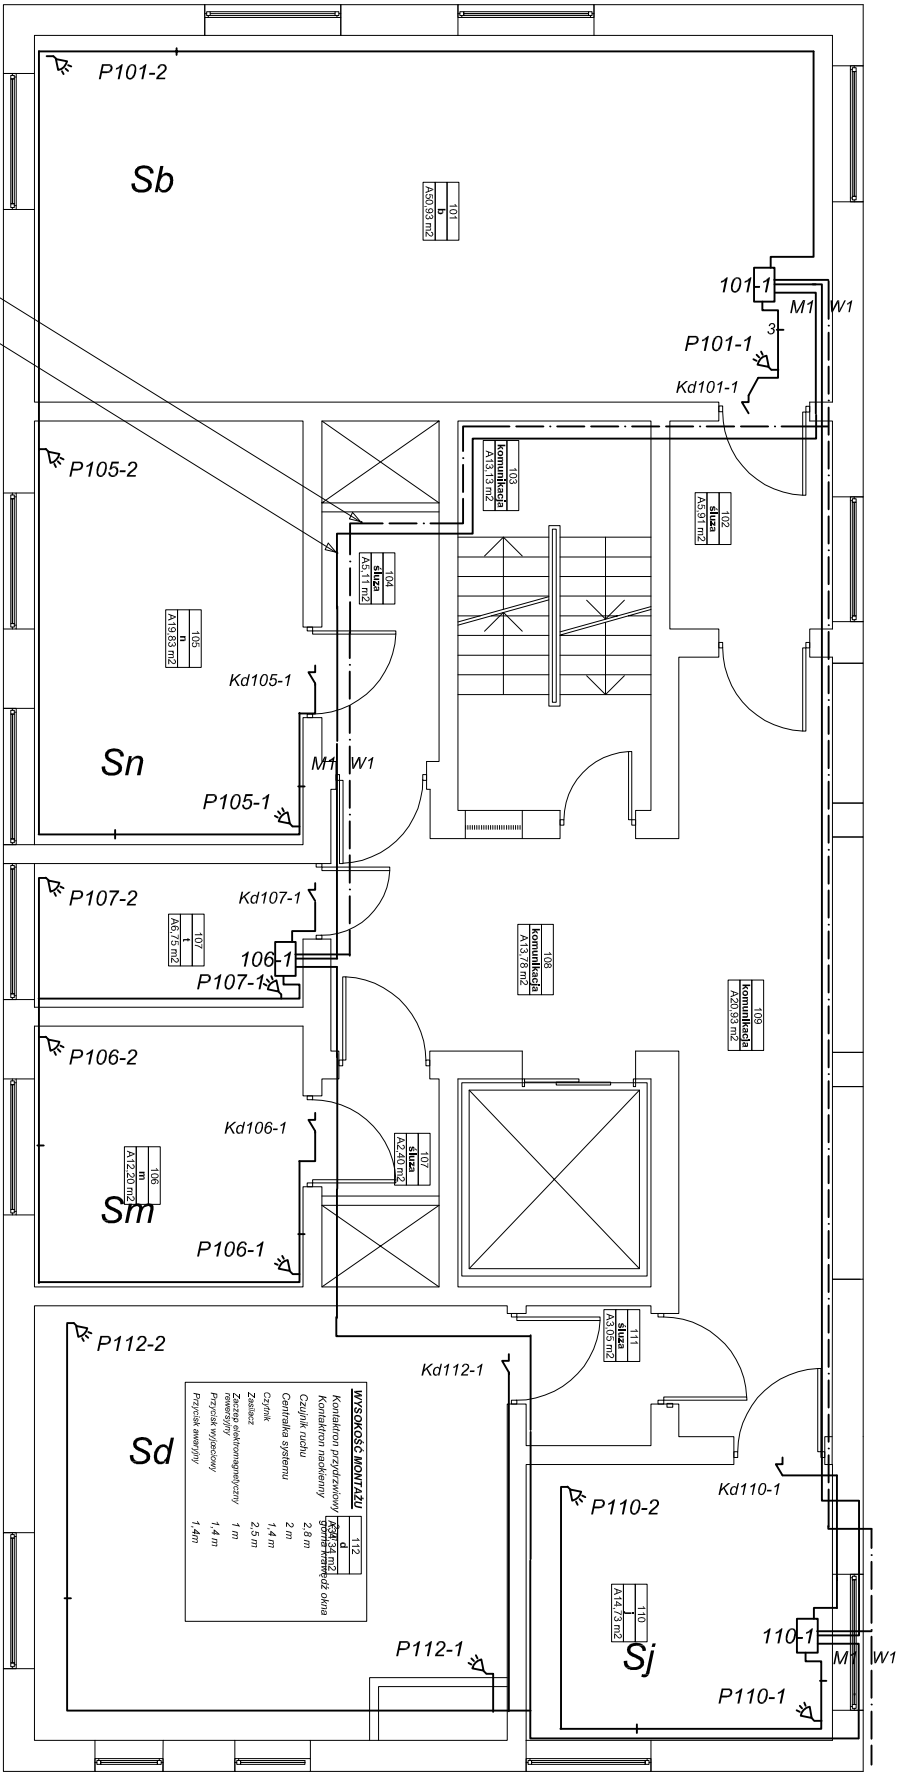 P101-2
Sb
101
b
A50,93 m2
101-1
M1
W1
3
P101-1
Kd101-1
P105-2
103
komunikacja
A13,13 m2
102
śluza
A5,91 m2
104
śluza
A5,11 m2
105
n
A19,83 m2
Kd105-1
Sn
M1
W1
P105-1
P107-2
Kd107-1
107
t
A6,75 m2
106-1
P107-1
108
komunikacja
A13,78 m2
109
komunikacja
A20,93 m2
P106-2
Kd106-1
107
śluza
A2,40 m2
106
m
A12,20 m2
Sm
P106-1
111
śluza
A3,05 m2
P112-2
Kd112-1
WYSOKOŚĆ MONTAŻU
Kontaktron przydrzwiowy
Kontaktron naokienny górna krawędź okna
Czujnik ruchu 2,8 m
Centralka systemu 2 m
Czytnik 1,4 m
Zasilacz 2,5 m
Zaczep elektromagnetyczny rewersyjny 1 m
Przycisk wyjściowy 1,4 m
Przycisk awaryjny 1,4m
112
d
Sd
Kd110-1
P110-2
110
j
A14,73 m2
110-1
Sj
M1
W1
P112-1
P110-1